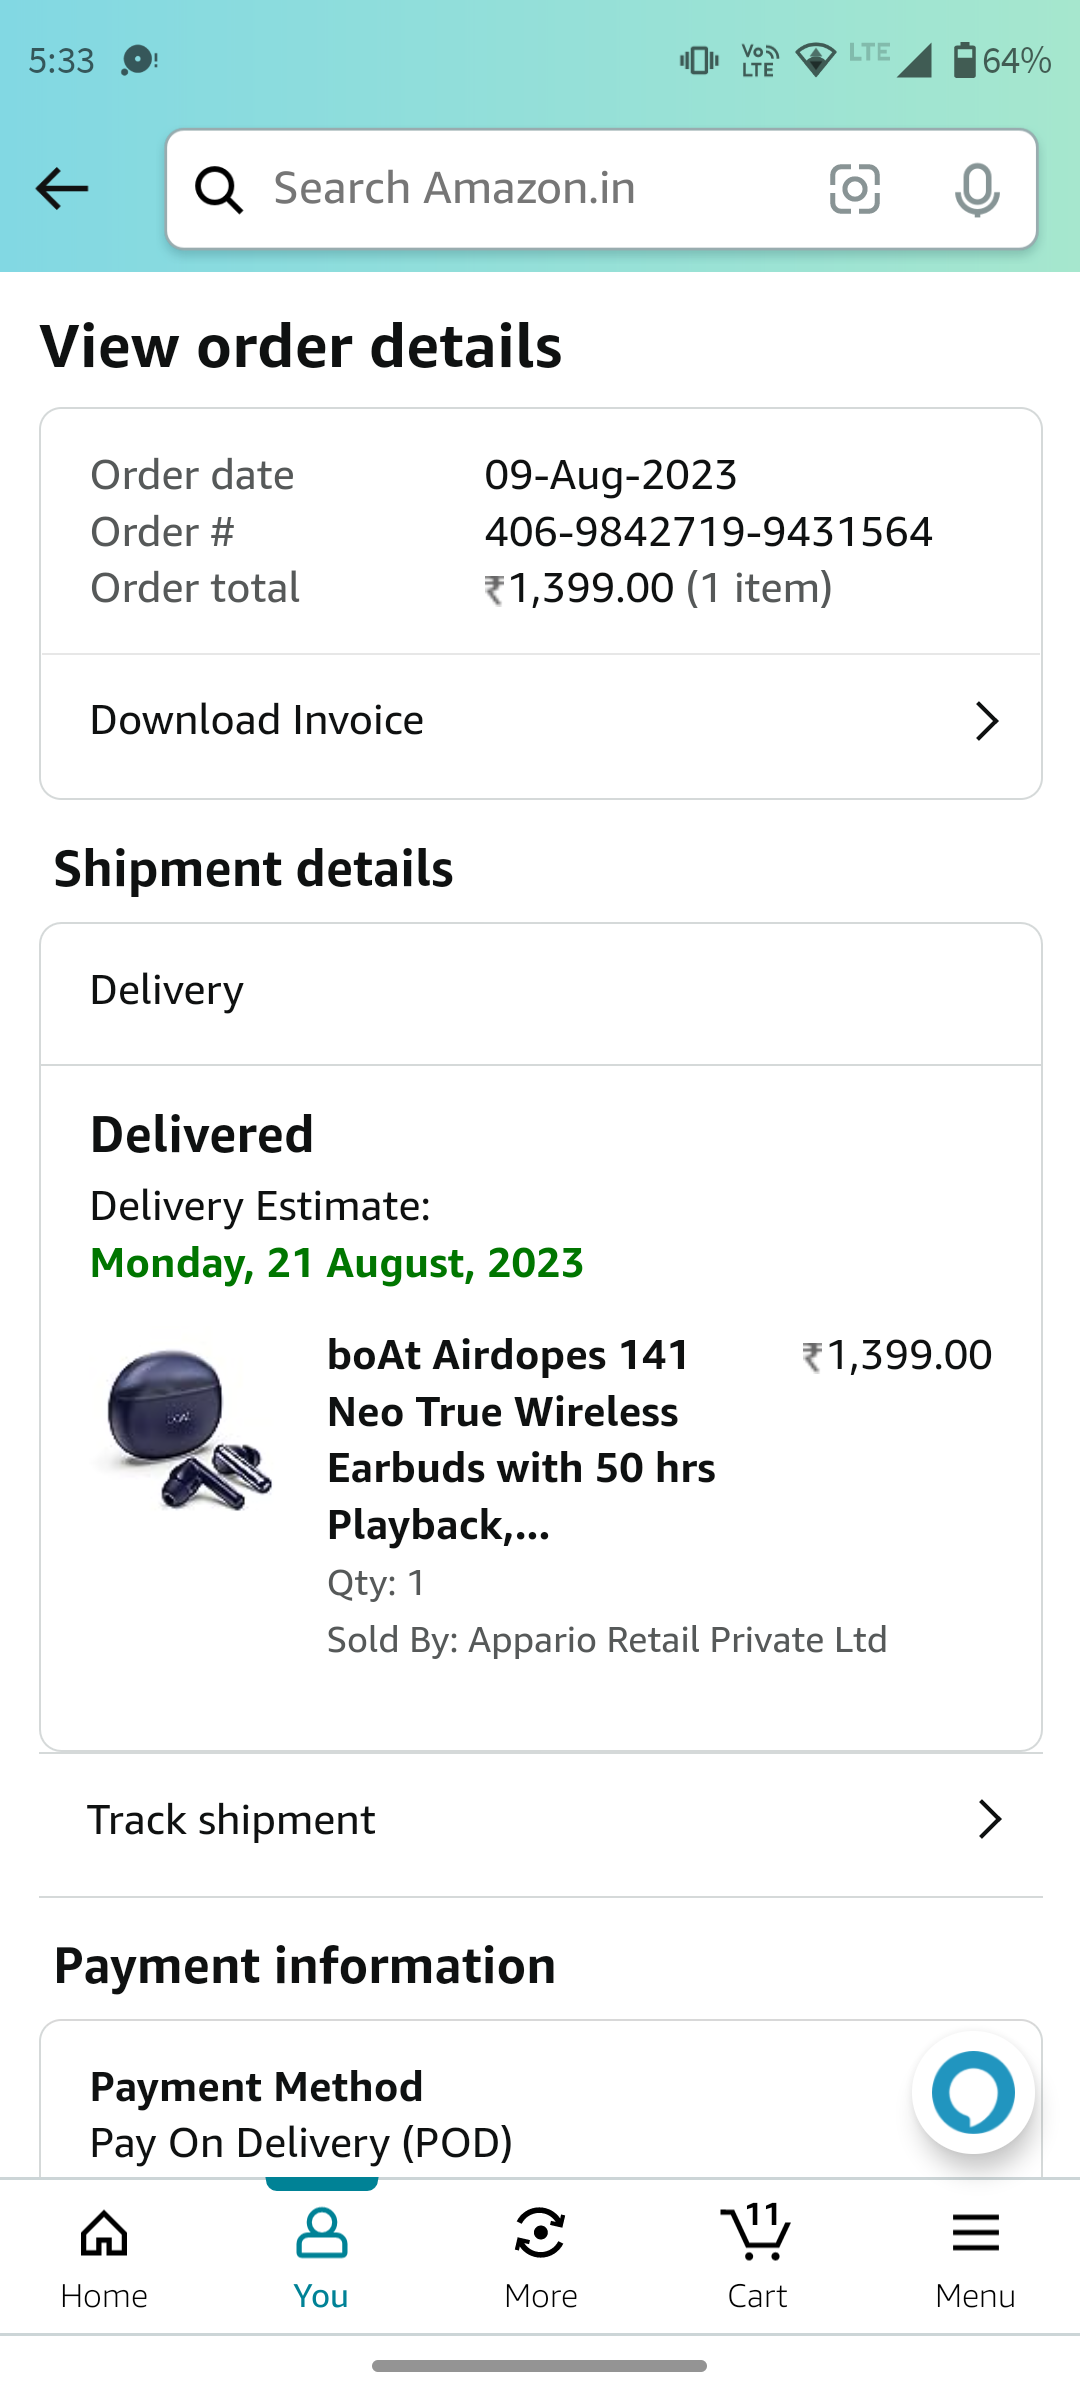 5:33
Vo LTE
LTE
64%
Search Amazon.in
View order details
Order date 09-Aug-2023
Order # 406-9842719-9431564
Order total ₹1,399.00 (1 item)
Download Invoice
Shipment details
Delivery
Delivered
Delivery Estimate:
Monday, 21 August, 2023
boAt Airdopes 141 ₹1,399.00
Neo True Wireless
Earbuds with 50 hrs
Playback,...
Qty: 1
Sold By: Appario Retail Private Ltd
Track shipment
Payment information
Payment Method
Pay On Delivery (POD)
11
Home You More Cart Menu